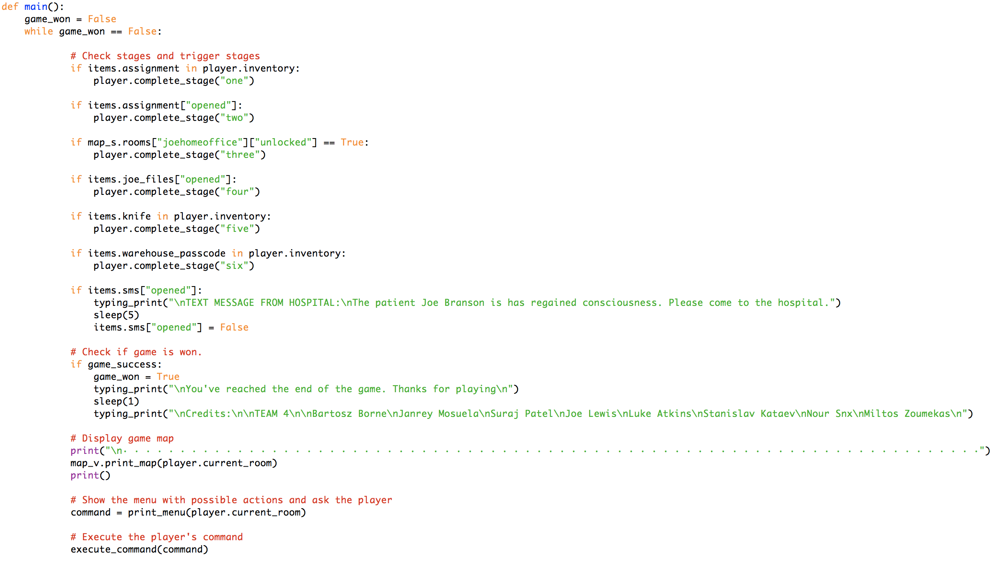 def main():
    game_won = False
    while game_won == False:

            # Check stages and trigger stages
            if items.assignment in player.inventory:
                player.complete_stage("one")

            if items.assignment["opened"]:
                player.complete_stage("two")

            if map_s.rooms["joehomeoffice"]["unlocked"] == True:
                player.complete_stage("three")

            if items.joe_files["opened"]:
                player.complete_stage("four")

            if items.knife in player.inventory:
                player.complete_stage("five")

            if items.warehouse_passcode in player.inventory:
                player.complete_stage("six")

            if items.sms["opened"]:
                typing_print("\nTEXT MESSAGE FROM HOSPITAL:\nThe patient Joe Branson is has regained consciousness. Please come to the hospital.")
                sleep(5)
                items.sms["opened"] = False

            # Check if game is won.
            if game_success:
                game_won = True
                typing_print("\nYou've reached the end of the game. Thanks for playing\n")
                sleep(1)
                typing_print("\nCredits:\n\nTEAM 4\n\nBartosz Borne\nJanrey Mosuela\nSuraj Patel\nJoe Lewis\nLuke Atkins\nStanislav Kataev\nNour Snx\nMiltos Zoumekas\n")

            # Display game map
            print("\n· · · · · · · · · · · · · · · · · · · · · · · · · · · · · · · · · · · · · · · · · · · · · · · · · · · · · · · · · · · · · · · · · · · · · · · · · · ·")
            map_v.print_map(player.current_room)
            print()

            # Show the menu with possible actions and ask the player
            command = print_menu(player.current_room)

            # Execute the player's command
            execute_command(command)